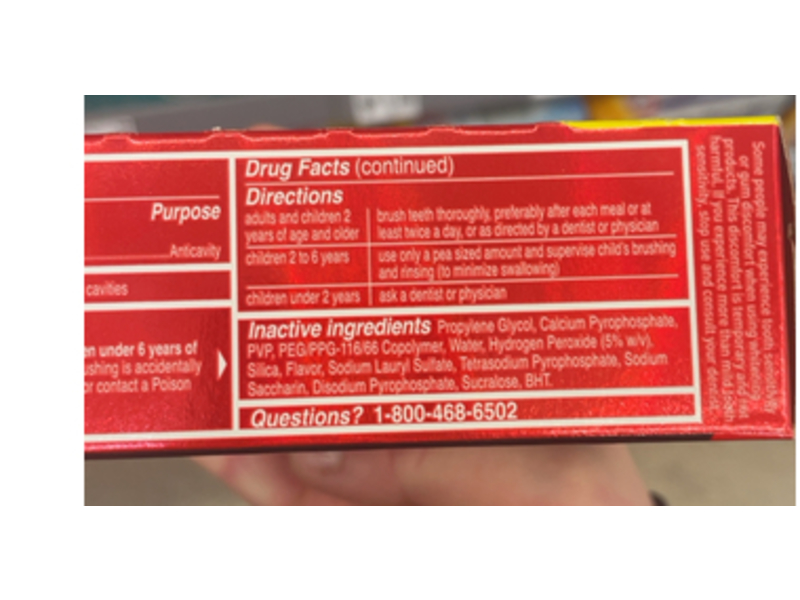 Purpose
Anticavity
cavities
en under 6 years of
ushing is accidentally
or contact a Poison
Drug Facts (continued)
Directions
adults and children 2
years of age and older
brush teeth thoroughly, preferably after each meal or at
least twice a day, or as directed by a dentist or physician
children 2 to 6 years
use only a pea sized amount and supervise child's brushing
and rinsing (to minimize swallowing)
children under 2 years
ask a dentist or physician
Inactive ingredients Propylene Glycol, Calcium Pyrophosphate,
PVP, PEG/PPG-116/66 Copolymer, Water, Hydrogen Peroxide (5% w/v),
Silica, Flavor, Sodium Lauryl Sulfate, Tetrasodium Pyrophosphate, Sodium
Saccharin, Disodium Pyrophosphate, Sucralose, BHT.
Questions? 1-800-468-6502
Some people may experience tooth sensitivity
or gum discomfort when using whitening
products. This discomfort is temporary and not
harmful. If you experience more than mild
sensitivity, stop use and consult your dentist.